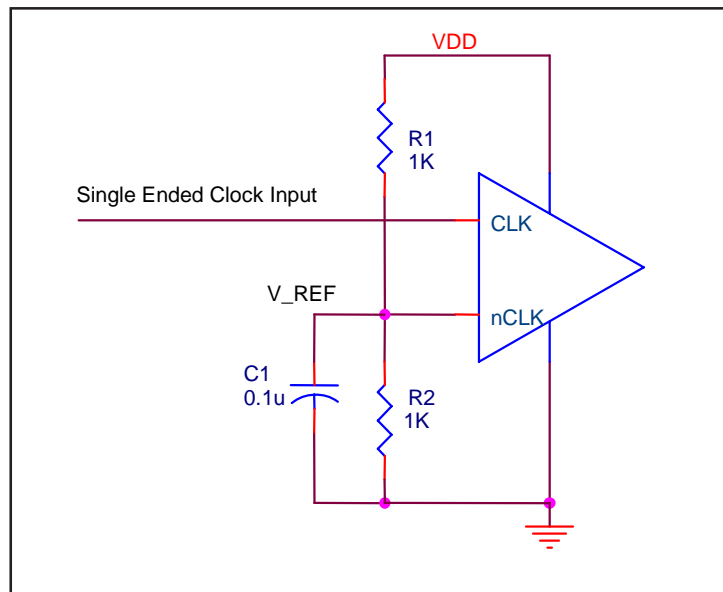 VDD
R1
1K
Single Ended Clock Input
CLK
V_REF
nCLK
C1
0.1u
R2
1K